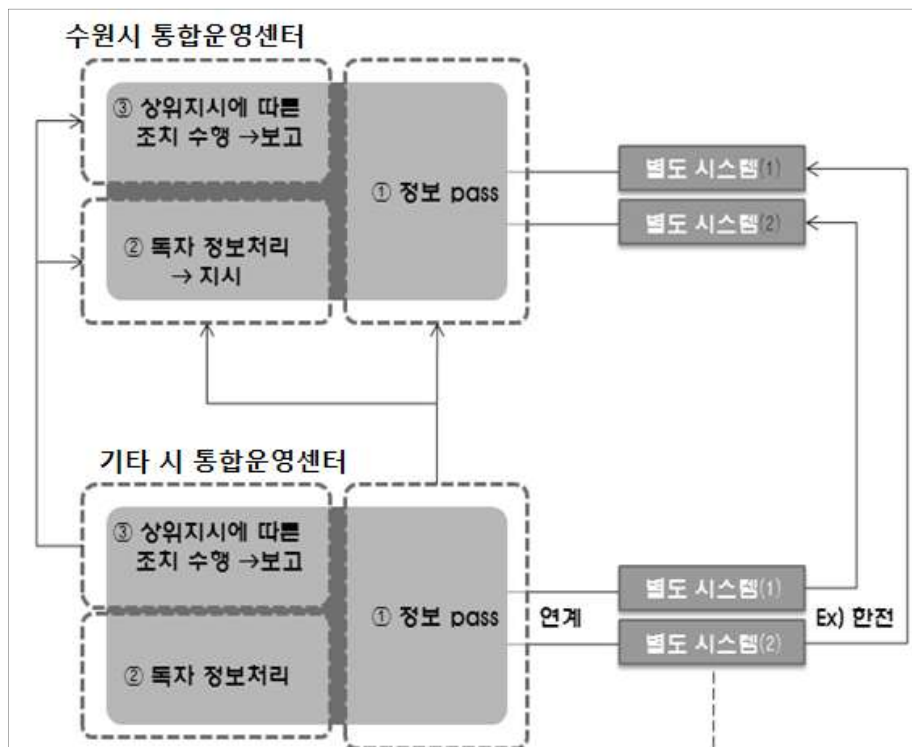 수원시 통합운영센터
③ 상위지시에 따른
조치 수행 →보고
① 정보 pass
② 독자 정보처리
→ 지시
별도 시스템(1)
별도 시스템(2)
기타 시 통합운영센터
③ 상위지시에 따른
조치 수행 →보고
① 정보 pass
② 독자 정보처리
연계
별도 시스템(1)
Ex) 한전
별도 시스템(2)